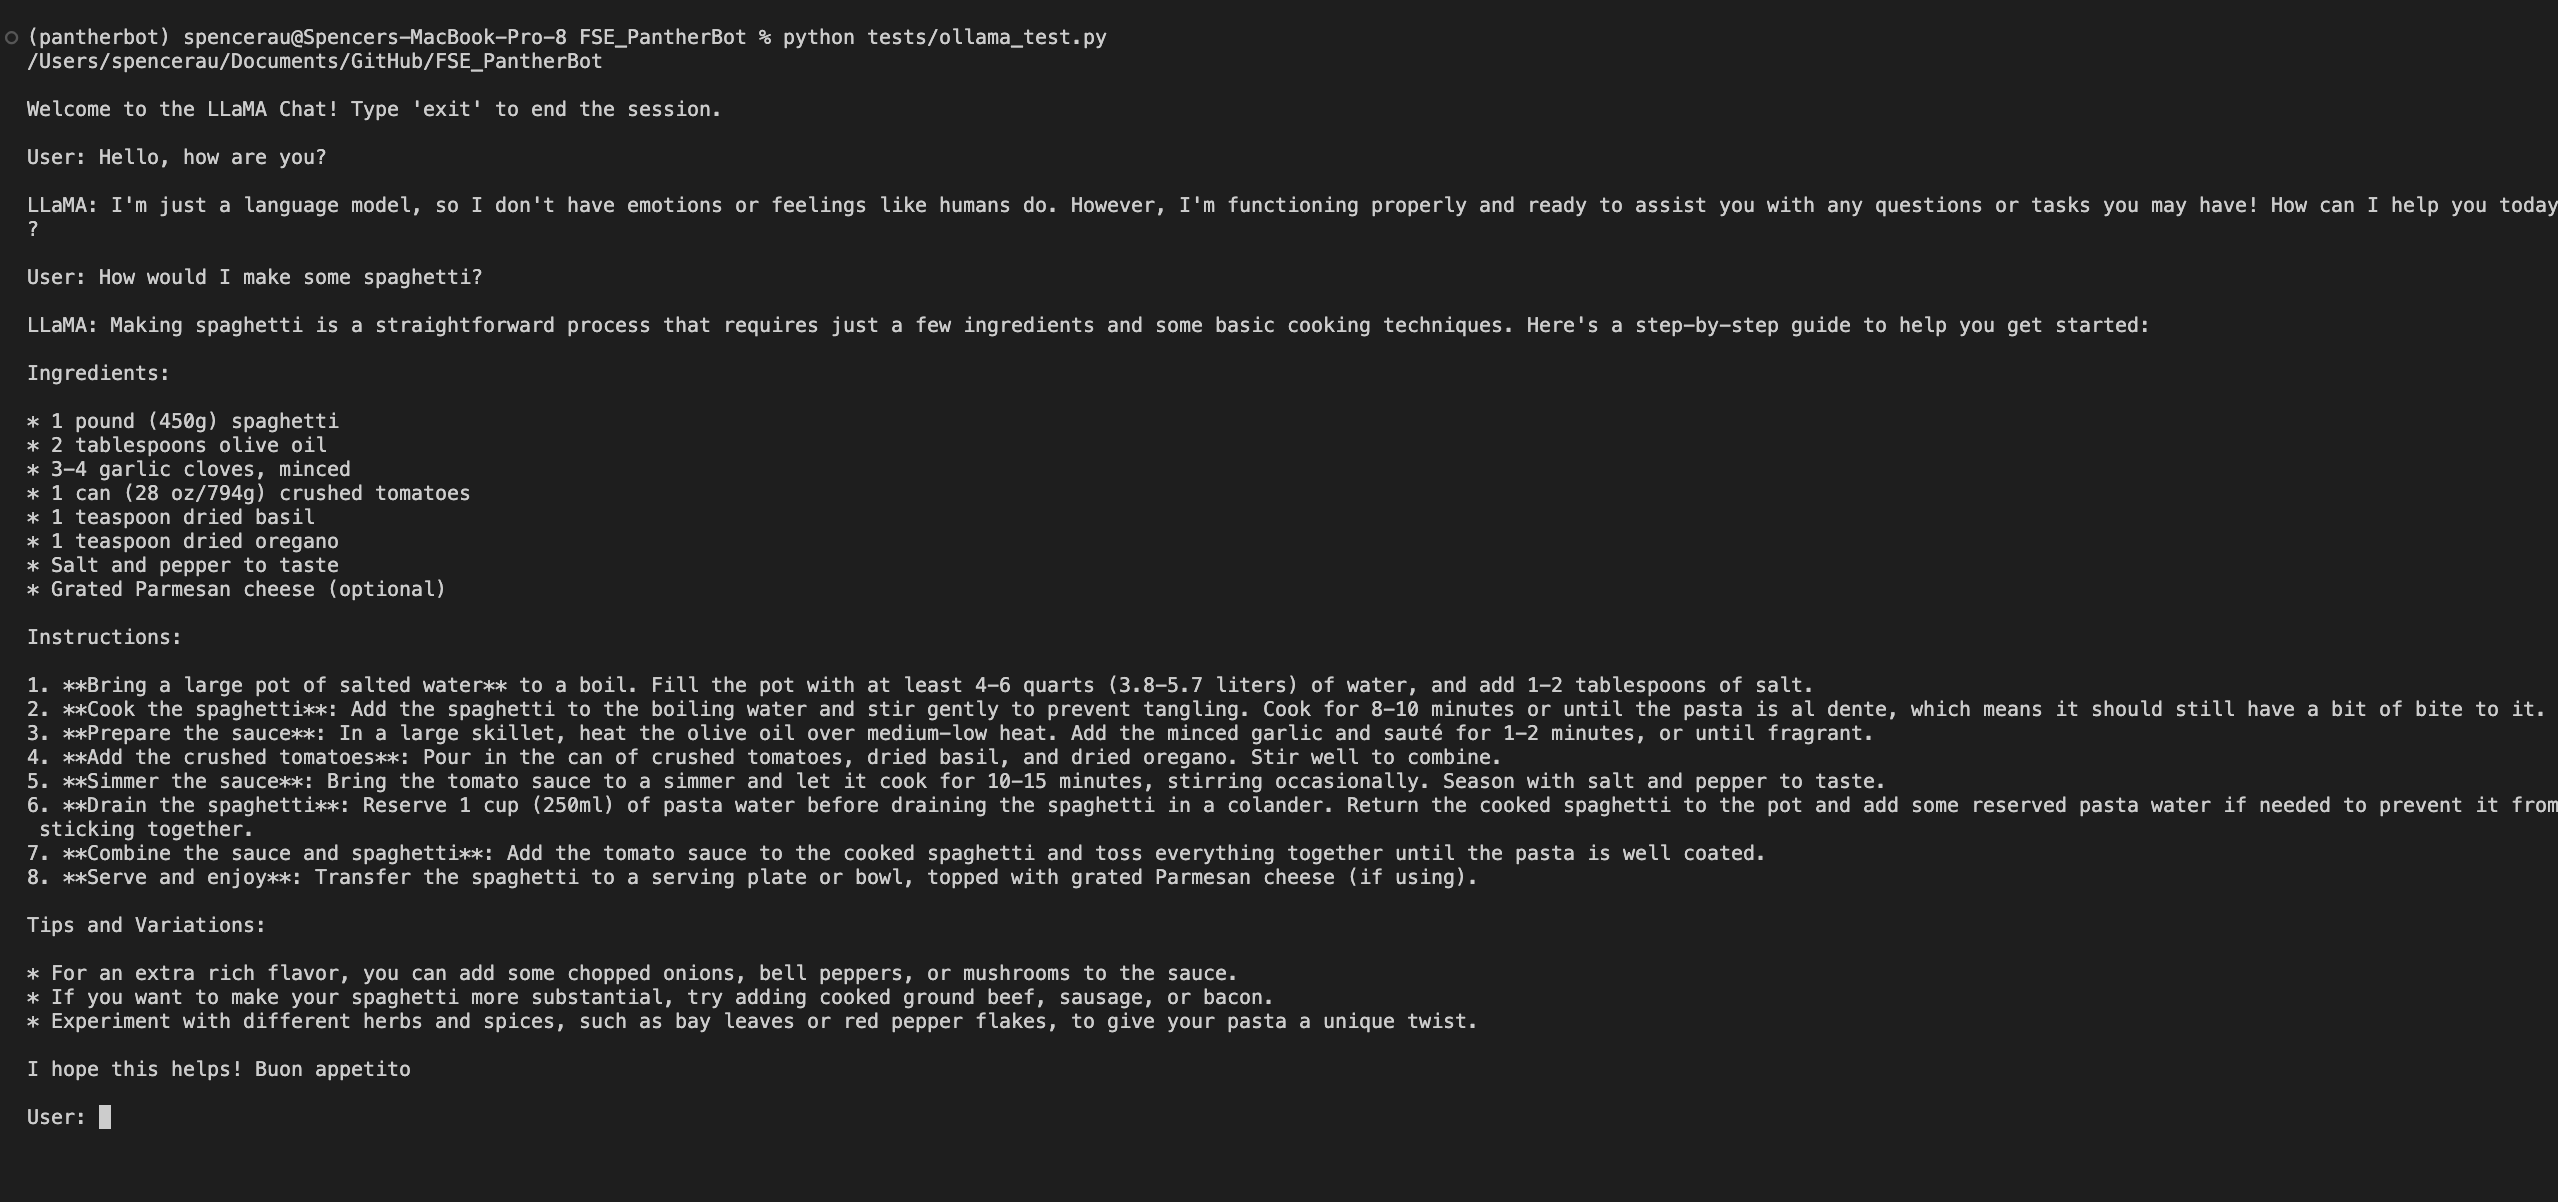 (pantherbot) spencerau@Spencers-MacBook-Pro-8 FSE_PantherBot % python tests/ollama_test.py
/Users/spencerau/Documents/GitHub/FSE_PantherBot
Welcome to the LLaMA Chat! Type 'exit' to end the session.
User: Hello, how are you?
LLaMA: I'm just a language model, so I don't have emotions or feelings like humans do. However, I'm functioning properly and ready to assist you with any questions or tasks you may have! How can I help you today
?
User: How would I make some spaghetti?
LLaMA: Making spaghetti is a straightforward process that requires just a few ingredients and some basic cooking techniques. Here's a step-by-step guide to help you get started:
Ingredients:
* 1 pound (450g) spaghetti
* 2 tablespoons olive oil
* 3-4 garlic cloves, minced
* 1 can (28 oz/794g) crushed tomatoes
* 1 teaspoon dried basil
* 1 teaspoon dried oregano
* Salt and pepper to taste
* Grated Parmesan cheese (optional)
Instructions:
1. **Bring a large pot of salted water** to a boil. Fill the pot with at least 4-6 quarts (3.8-5.7 liters) of water, and add 1-2 tablespoons of salt.
2. **Cook the spaghetti**: Add the spaghetti to the boiling water and stir gently to prevent tangling. Cook for 8-10 minutes or until the pasta is al dente, which means it should still have a bit of bite to it.
3. **Prepare the sauce**: In a large skillet, heat the olive oil over medium-low heat. Add the minced garlic and sauté for 1-2 minutes, or until fragrant.
4. **Add the crushed tomatoes**: Pour in the can of crushed tomatoes, dried basil, and dried oregano. Stir well to combine.
5. **Simmer the sauce**: Bring the tomato sauce to a simmer and let it cook for 10-15 minutes, stirring occasionally. Season with salt and pepper to taste.
6. **Drain the spaghetti**: Reserve 1 cup (250ml) of pasta water before draining the spaghetti in a colander. Return the cooked spaghetti to the pot and add some reserved pasta water if needed to prevent it from
sticking together.
7. **Combine the sauce and spaghetti**: Add the tomato sauce to the cooked spaghetti and toss everything together until the pasta is well coated.
8. **Serve and enjoy**: Transfer the spaghetti to a serving plate or bowl, topped with grated Parmesan cheese (if using).
Tips and Variations:
* For an extra rich flavor, you can add some chopped onions, bell peppers, or mushrooms to the sauce.
* If you want to make your spaghetti more substantial, try adding cooked ground beef, sausage, or bacon.
* Experiment with different herbs and spices, such as bay leaves or red pepper flakes, to give your pasta a unique twist.
I hope this helps! Buon appetito
User: